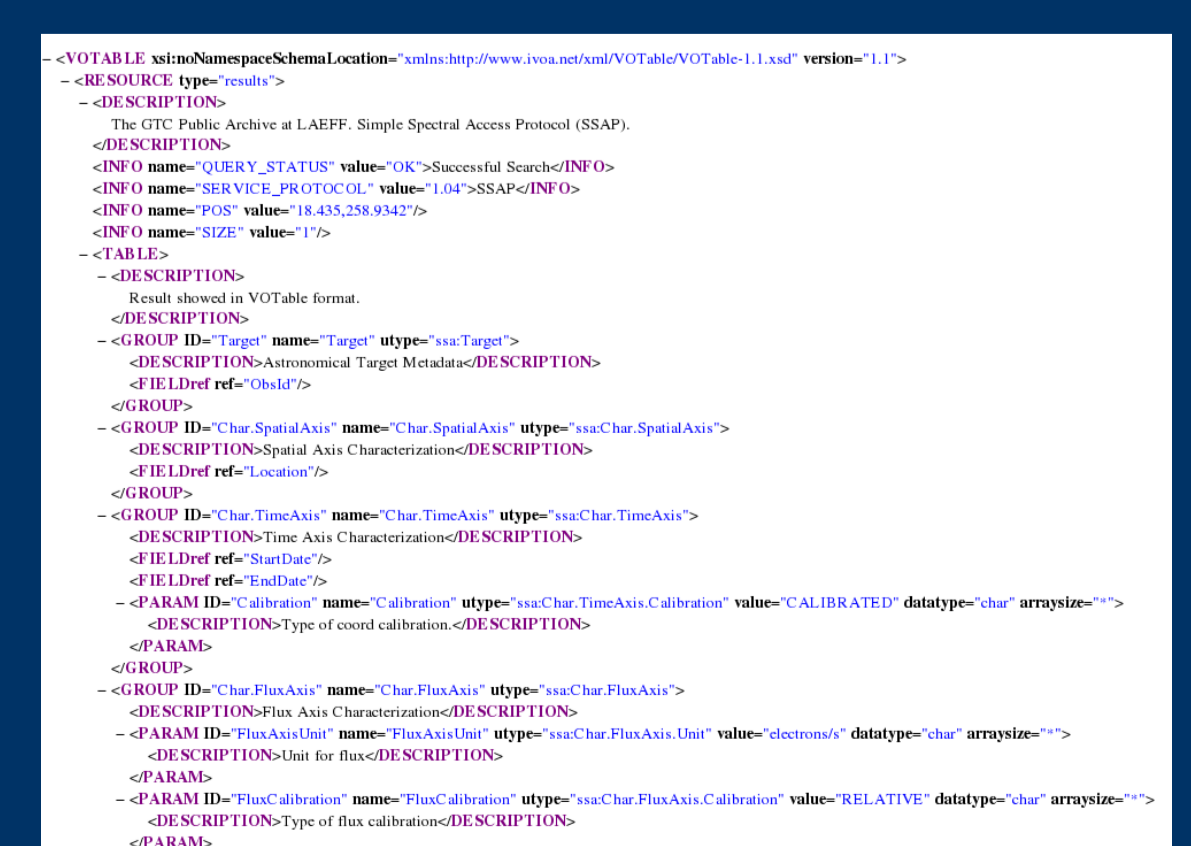 − <VOTABLE xsi:noNamespaceSchemaLocation="xmlns:http://www.ivoa.net/xml/VOTable/VOTable-1.1.xsd" version="1.1">
− <RESOURCE type="results">
− <DESCRIPTION>
The GTC Public Archive at LAEFF. Simple Spectral Access Protocol (SSAP).
</DESCRIPTION>
<INFO name="QUERY_STATUS" value="OK">Successful Search</INFO>
<INFO name="SERVICE_PROTOCOL" value="1.04">SSAP</INFO>
<INFO name="POS" value="18.435,258.9342"/>
<INFO name="SIZE" value="1"/>
− <TABLE>
− <DESCRIPTION>
Result showed in VOTable format.
</DESCRIPTION>
− <GROUP ID="Target" name="Target" utype="ssa:Target">
<DESCRIPTION>Astronomical Target Metadata</DESCRIPTION>
<FIELDref ref="ObsId"/>
</GROUP>
− <GROUP ID="Char.SpatialAxis" name="Char.SpatialAxis" utype="ssa:Char.SpatialAxis">
<DESCRIPTION>Spatial Axis Characterization</DESCRIPTION>
<FIELDref ref="Location"/>
</GROUP>
− <GROUP ID="Char.TimeAxis" name="Char.TimeAxis" utype="ssa:Char.TimeAxis">
<DESCRIPTION>Time Axis Characterization</DESCRIPTION>
<FIELDref ref="StartDate"/>
<FIELDref ref="EndDate"/>
− <PARAM ID="Calibration" name="Calibration" utype="ssa:Char.TimeAxis.Calibration" value="CALIBRATED" datatype="char" arraysize="*">
<DESCRIPTION>Type of coord calibration.</DESCRIPTION>
</PARAM>
</GROUP>
− <GROUP ID="Char.FluxAxis" name="Char.FluxAxis" utype="ssa:Char.FluxAxis">
<DESCRIPTION>Flux Axis Characterization</DESCRIPTION>
− <PARAM ID="FluxAxisUnit" name="FluxAxisUnit" utype="ssa:Char.FluxAxis.Unit" value="electrons/s" datatype="char" arraysize="*">
<DESCRIPTION>Unit for flux</DESCRIPTION>
</PARAM>
− <PARAM ID="FluxCalibration" name="FluxCalibration" utype="ssa:Char.FluxAxis.Calibration" value="RELATIVE" datatype="char" arraysize="*">
<DESCRIPTION>Type of flux calibration</DESCRIPTION>
</PARAM>